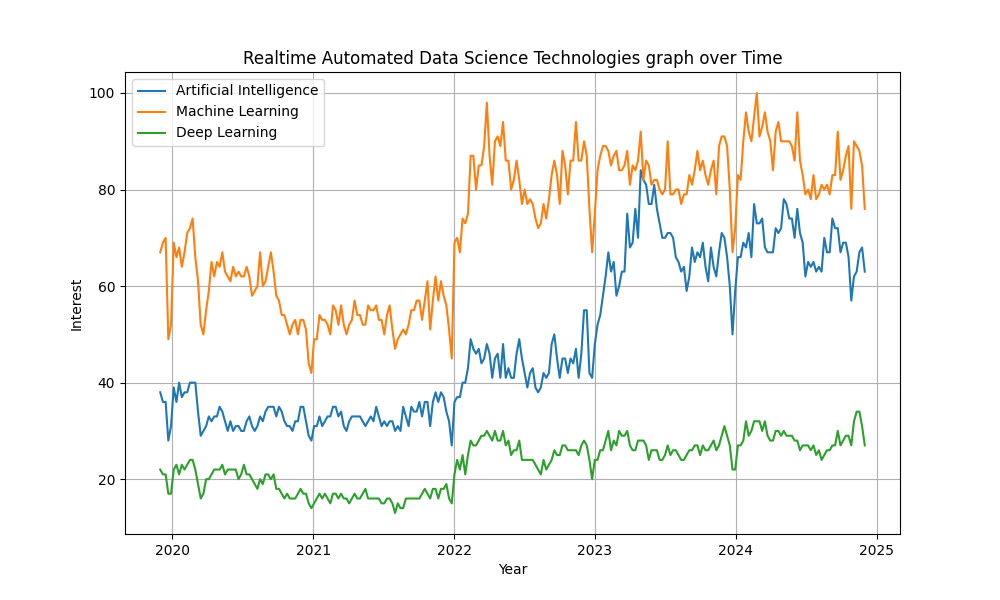 Realtime Automated Data Science Technologies graph over Time
Artificial Intelligence
Machine Learning
Deep Learning
100
80
60
40
20
Interest
2020 2021 2022 2023 2024 2025
Year